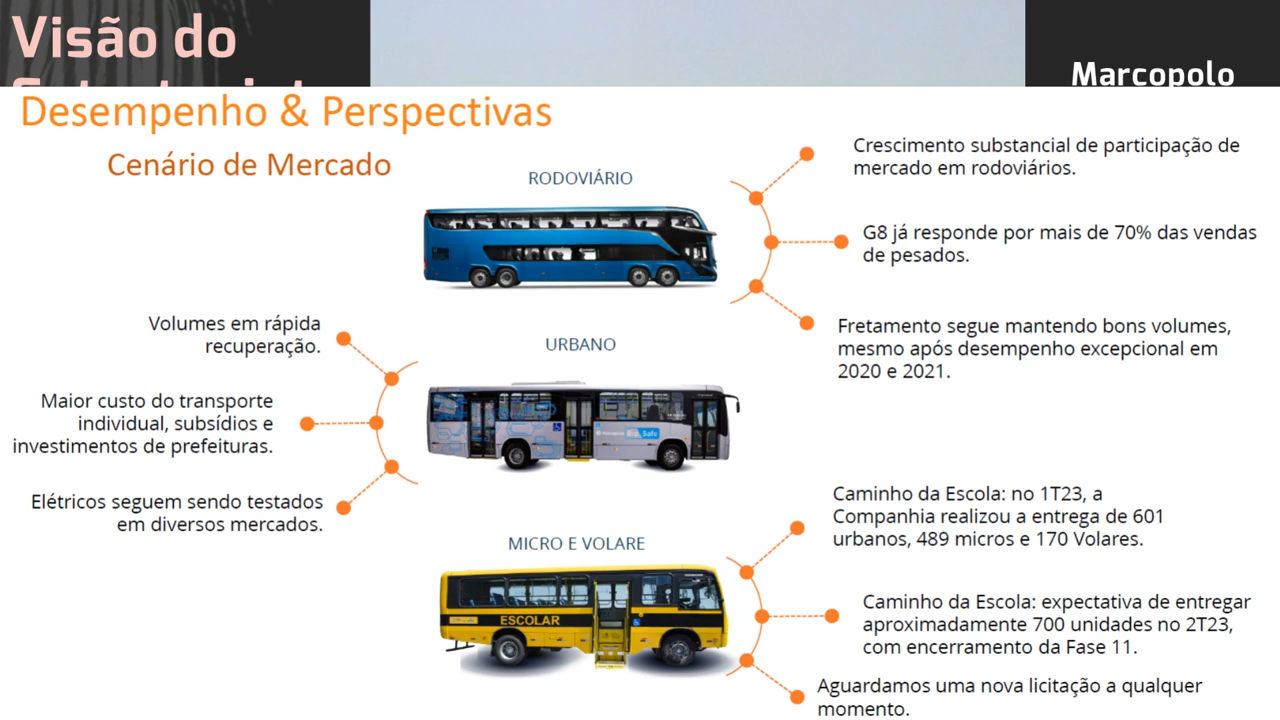 Visão do
Marcopolo
Desempenho & Perspectivas
Cenário de Mercado
RODOVIÁRIO
Crescimento substancial de participação de
mercado em rodoviários.
G8 já responde por mais de 70% das vendas
de pesados.
Fretamento segue mantendo bons volumes,
mesmo após desempenho excepcional em
2020 e 2021.
URBANO
Volumes em rápida
recuperação.
Maior custo do transporte
individual, subsídios e
investimentos de prefeituras.
Elétricos seguem sendo testados
em diversos mercados.
MICRO E VOLARE
ESCOLAR
Caminho da Escola: no 1T23, a
Companhia realizou a entrega de 601
urbanos, 489 micros e 170 Volares.
Caminho da Escola: expectativa de entregar
aproximadamente 700 unidades no 2T23,
com encerramento da Fase 11.
Aguardamos uma nova licitação a qualquer
momento.